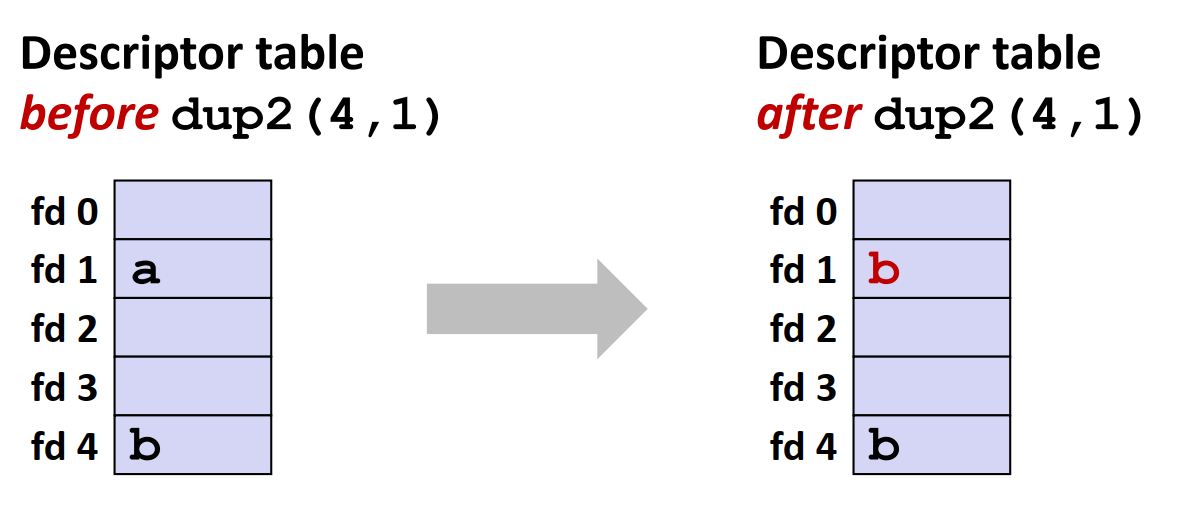 Descriptor table
before dup2(4,1)
fd 0
fd 1 a
fd 2
fd 3
fd 4 b
Descriptor table
after dup2(4,1)
fd 0
fd 1 b
fd 2
fd 3
fd 4 b